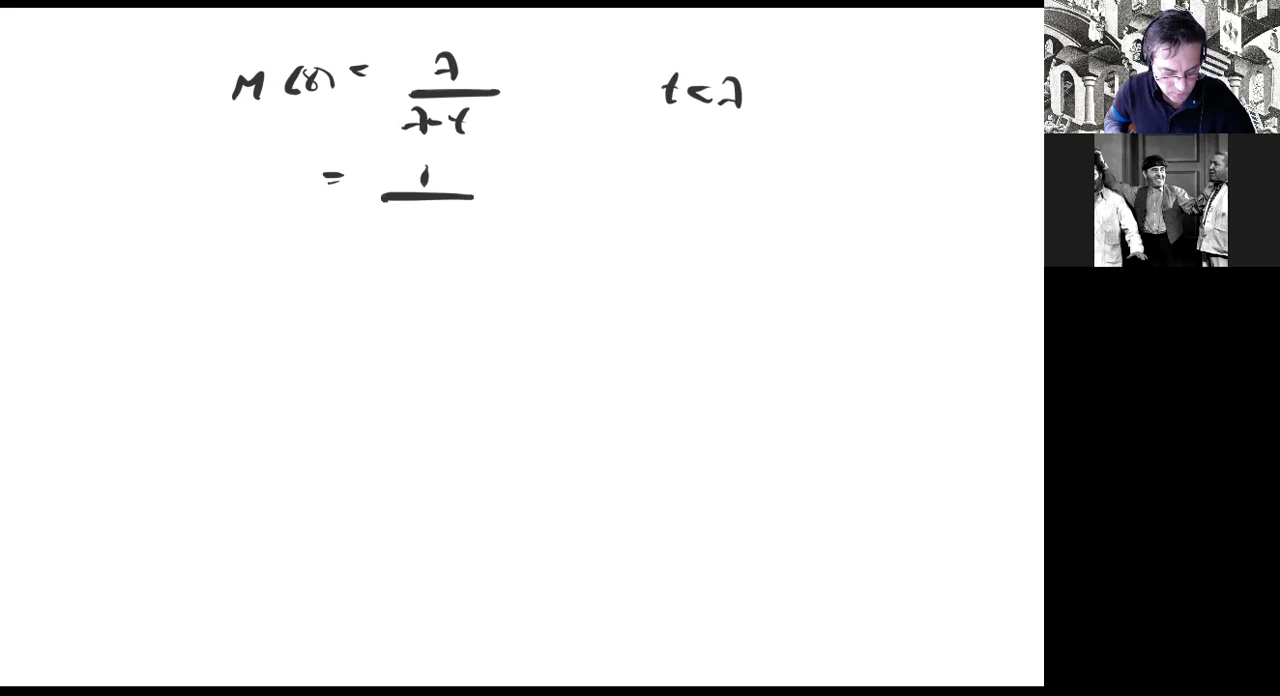 M(t) = λ / (λ - t)    t < λ
= 1 /